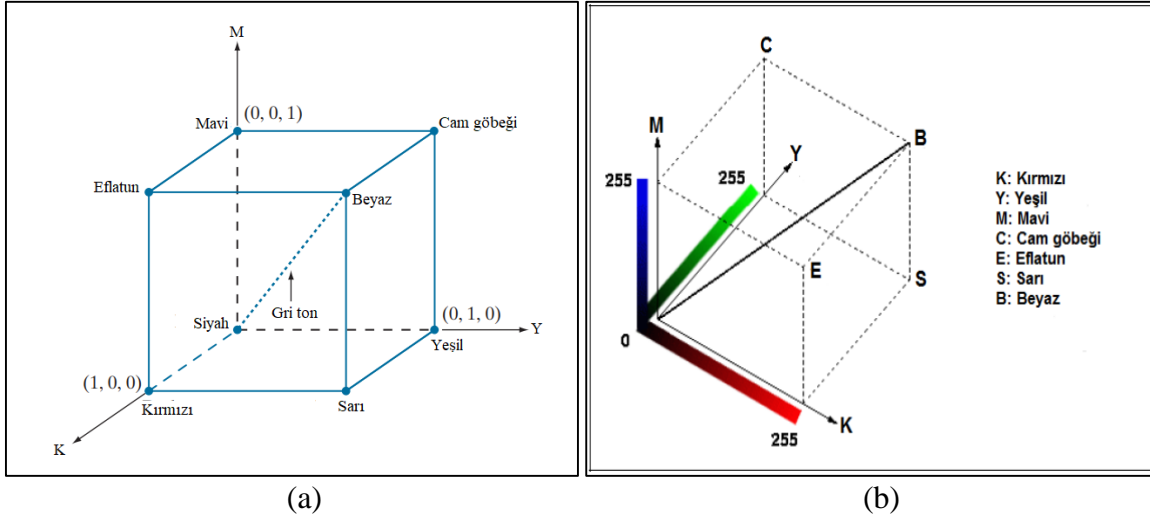 M
Mavi
(0, 0, 1)
Cam göbeği
Eflatun
Beyaz
Siyah
Gri ton
(0, 1, 0)
Y
Yeşil
(1, 0, 0)
Kırmızı
Sarı
K
(a)
C
M
Y
B
255
255
E
S
0
K
255
K: Kırmızı
Y: Yeşil
M: Mavi
C: Cam göbeği
E: Eflatun
S: Sarı
B: Beyaz
(b)